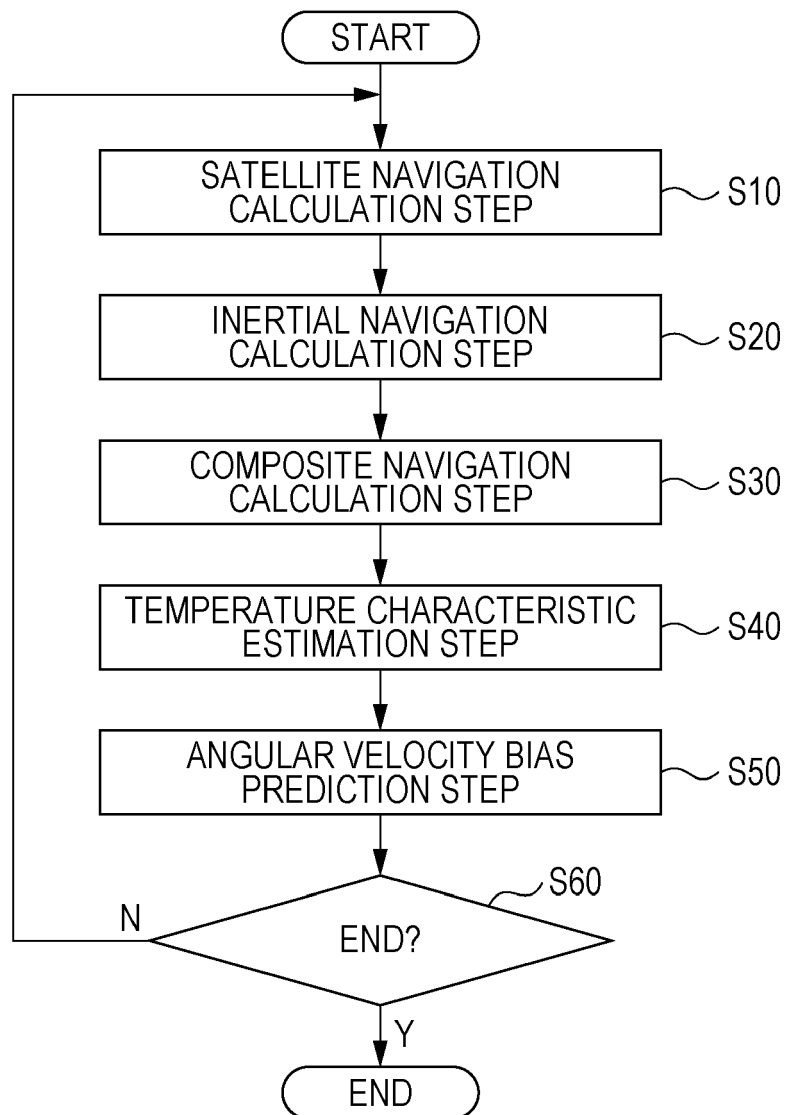 START
SATELLITE NAVIGATION
CALCULATION STEP
S10
INERTIAL NAVIGATION
CALCULATION STEP
S20
COMPOSITE NAVIGATION
CALCULATION STEP
S30
TEMPERATURE CHARACTERISTIC
ESTIMATION STEP
S40
ANGULAR VELOCITY BIAS
PREDICTION STEP
S50
S60
N
END?
Y
END